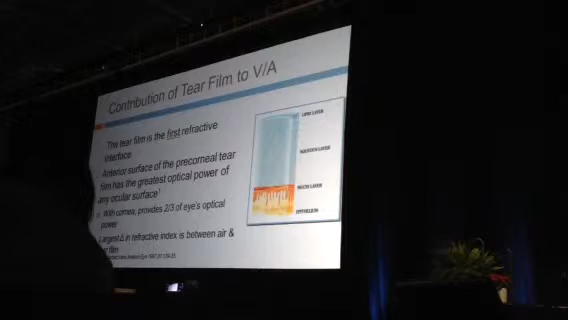 Contribution of Tear Film to V/A
The tear film is the first refractive
interface
Anterior surface of the precorneal tear
film has the greatest optical power of
any ocular surface1
With cornea, provides 2/3 of eye's optical
power
Largest Δ in refractive index is between air &
film
LIPID LAYER
AQUEOUS LAYER
MUCIN LAYER
EPITHELIUM